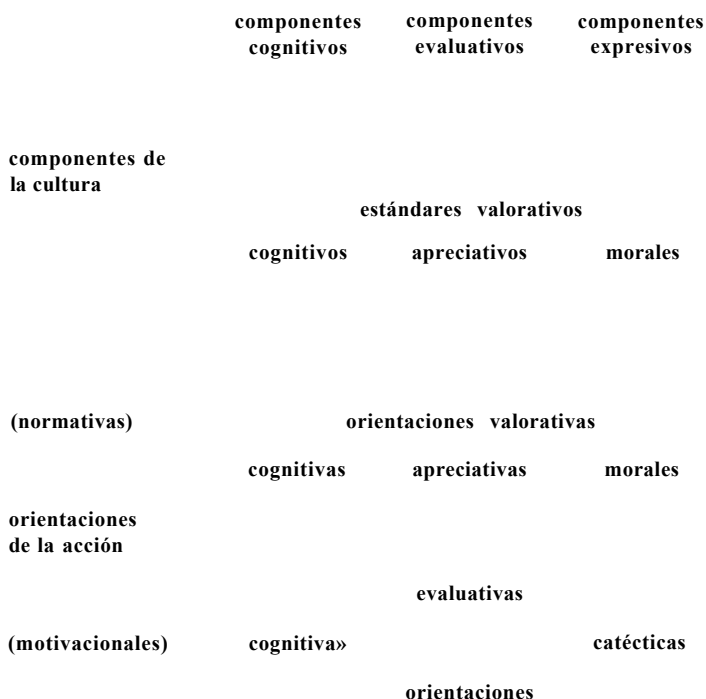 componentes componentes componentes
cognitivos evaluativos expresivos
componentes de
la cultura
estándares valorativos
cognitivos apreciativos morales
(normativas) orientaciones valorativas
cognitivas apreciativas morales
orientaciones
de la acción
evaluativas
(motivacionales) cognitiva» catécticas
orientaciones